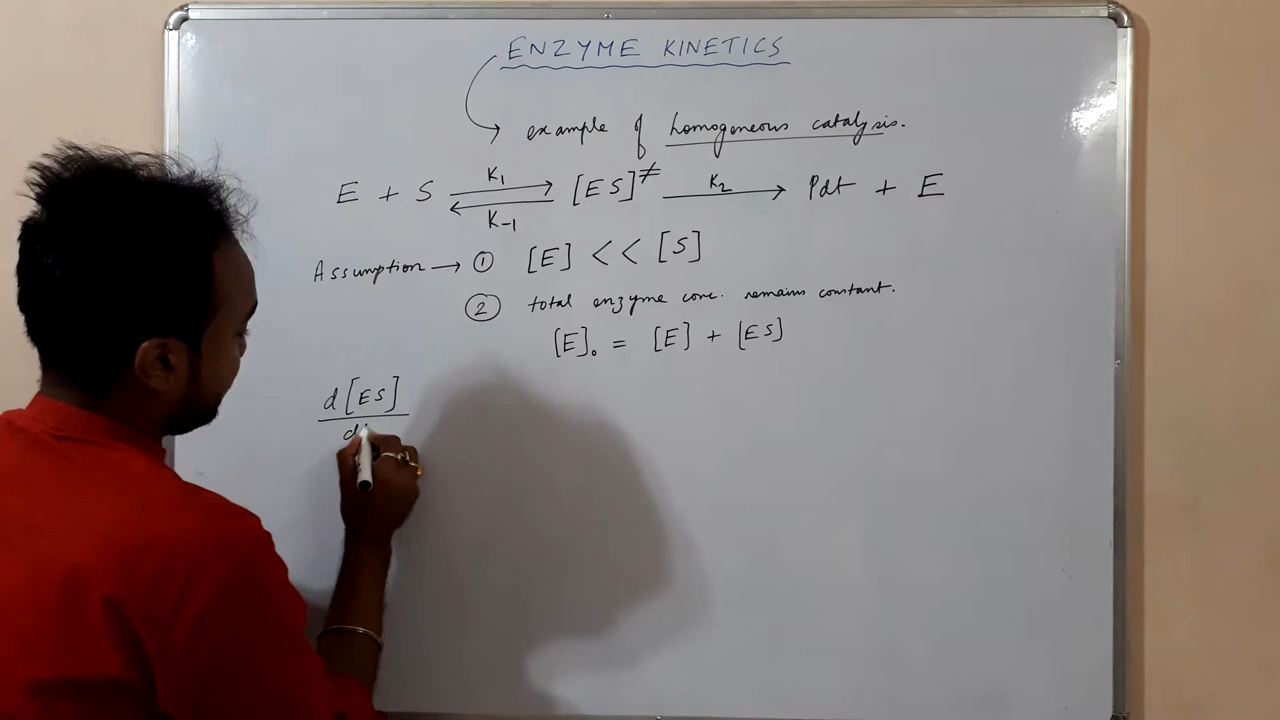 ENZYME KINETICS
→ example of homogeneous catalysis.
E + S ⇌ [ES]≠ → Pdt + E
K1 K-1 K2
Assumption → ① [E] << [S]
② total enzyme conc. remains constant.
[E]₀ = [E] + [ES]
d[ES]
d